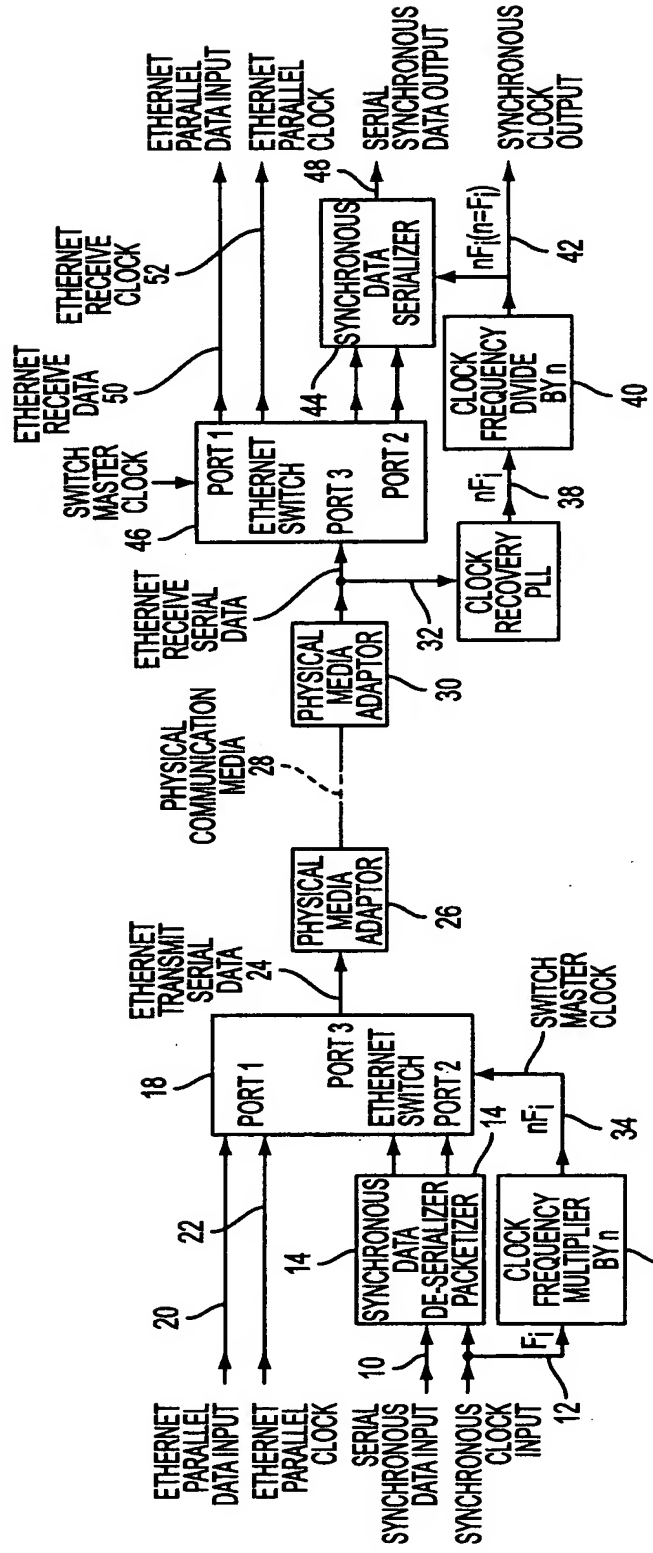 ETHERNET PARALLEL
DATA INPUT
20
ETHERNET PARALLEL
CLOCK
22
SERIAL
SYNCHRONOUS
DATA INPUT
10
SYNCHRONOUS
CLOCK
INPUT
12
Fi
14
SYNCHRONOUS
DATA
DE-SERIALIZER
PACKETIZER
14
CLOCK
FREQUENCY
MULTIPLIER
BY n
nFi
34
SWITCH
MASTER
CLOCK
18
PORT 1
PORT 3
ETHERNET
SWITCH
PORT 2
ETHERNET
TRANSMIT
SERIAL
DATA
24
PHYSICAL
MEDIA
ADAPTOR
26
PHYSICAL
COMMUNICATION
MEDIA
28
PHYSICAL
MEDIA
ADAPTOR
30
ETHERNET
RECEIVE
SERIAL
DATA
32
CLOCK
RECOVERY
PLL
nFi
38
CLOCK
FREQUENCY
DIVIDE
BY n
40
nFi(n=Fi)
42
SYNCHRONOUS
CLOCK
OUTPUT
46
SWITCH
MASTER
CLOCK
PORT 1
ETHERNET
SWITCH
PORT 3
PORT 2
ETHERNET
RECEIVE
DATA
50
ETHERNET
RECEIVE
CLOCK
52
ETHERNET
PARALLEL
DATA INPUT
ETHERNET
PARALLEL
CLOCK
44
SYNCHRONOUS
DATA
SERIALIZER
48
SERIAL
SYNCHRONOUS
DATA OUTPUT